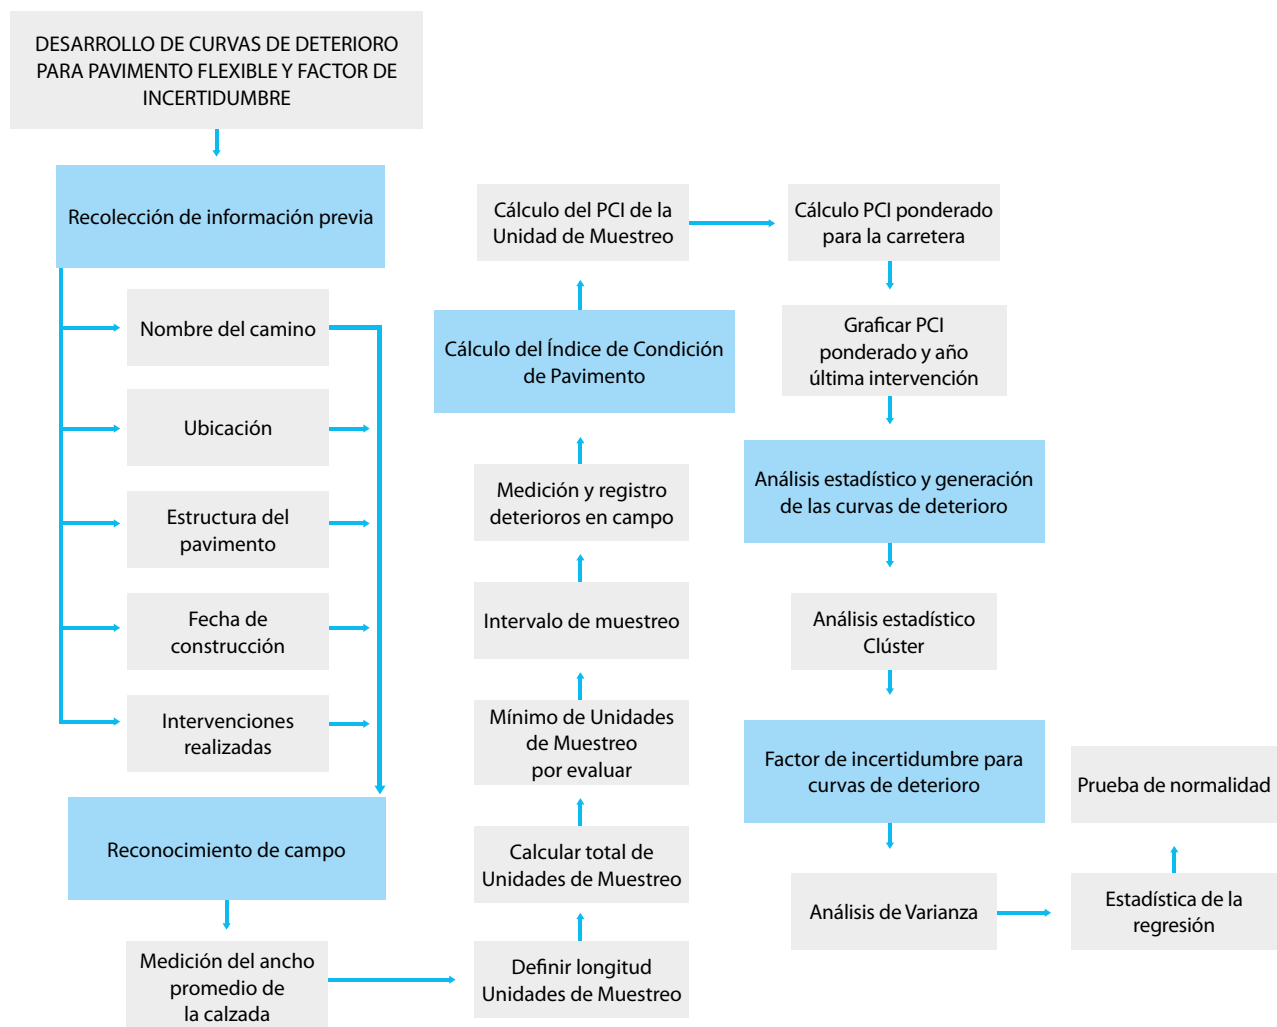 DESARROLLO DE CURVAS DE DETERIORO
PARA PAVIMENTO FLEXIBLE Y FACTOR DE
INCERTIDUMBRE
Recolección de información previa
Nombre del camino
Ubicación
Estructura del
pavimento
Fecha de
construcción
Intervenciones
realizadas
Reconocimiento de campo
Medición del ancho
promedio de
la calzada
Definir longitud
Unidades de Muestreo
Calcular total de
Unidades de Muestreo
Mínimo de Unidades
de Muestreo
por evaluar
Intervalo de muestreo
Medición y registro
deterioros en campo
Cálculo del Índice de Condición
de Pavimento
Cálculo del PCI de la
Unidad de Muestreo
Cálculo PCI ponderado
para la carretera
Graficar PCI
ponderado y año
última intervención
Análisis estadístico y generación
de las curvas de deterioro
Análisis estadístico
Clúster
Factor de incertidumbre para
curvas de deterioro
Análisis de Varianza
Estadística de la
regresión
Prueba de normalidad